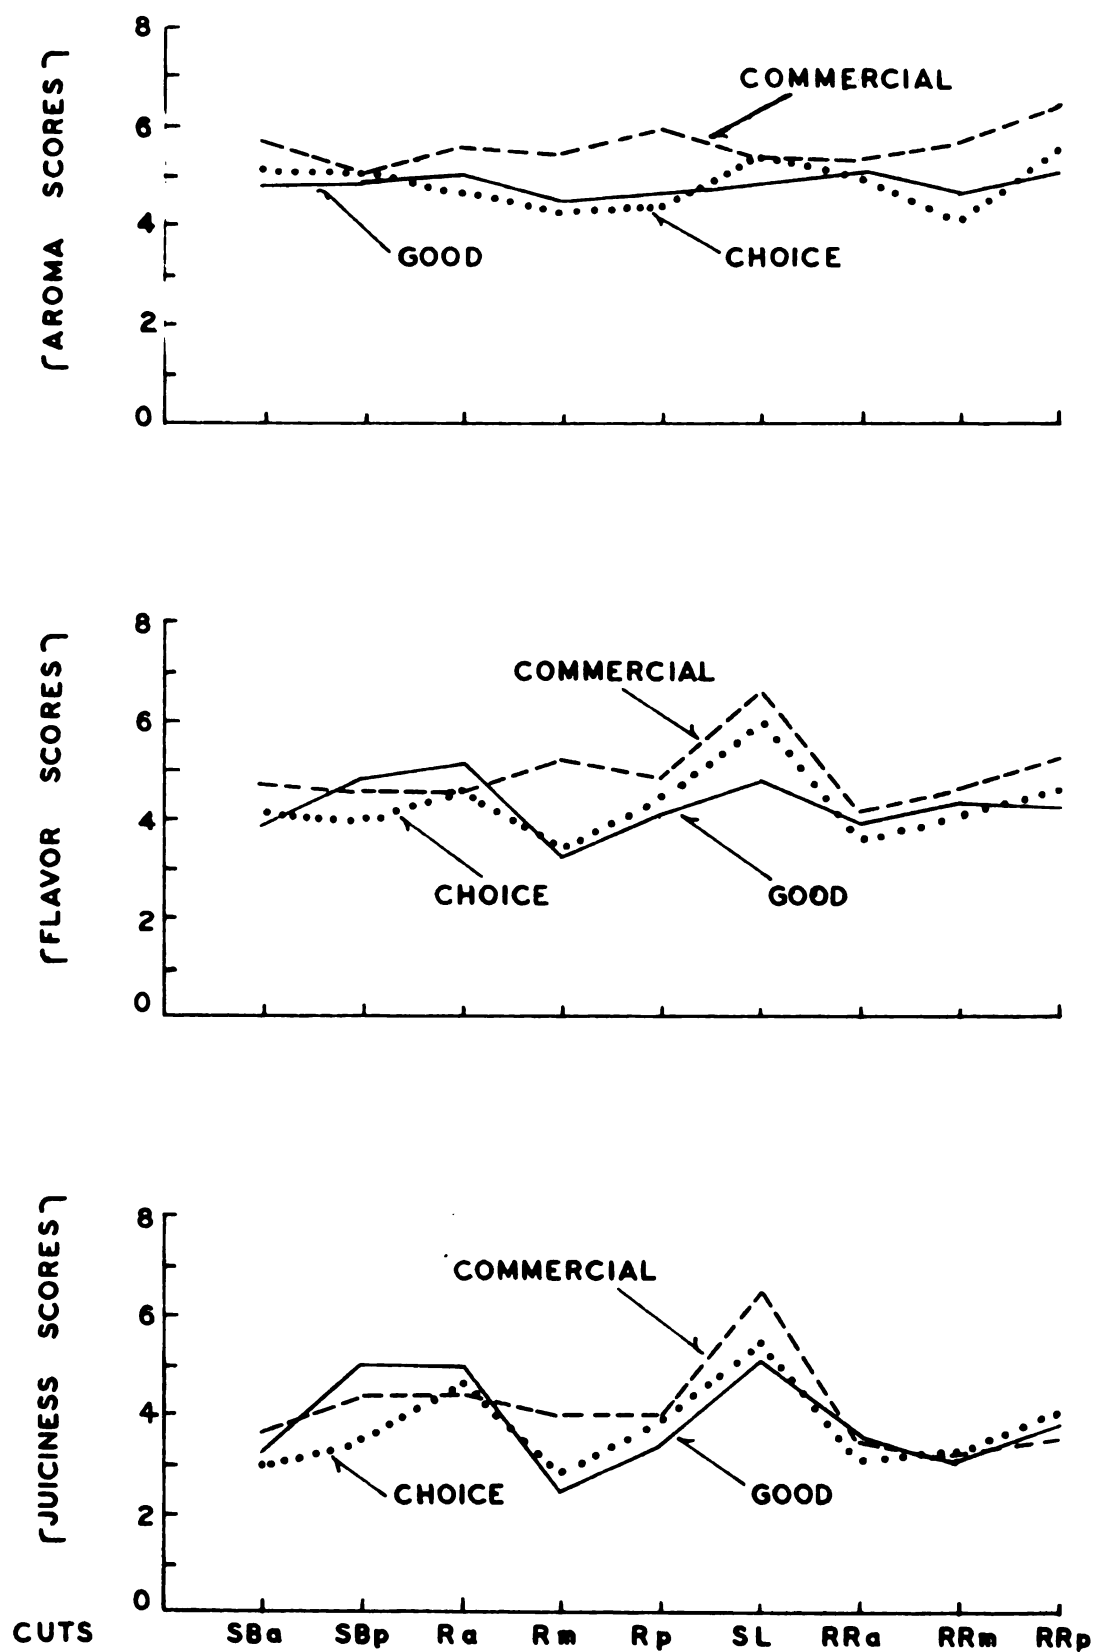 AROMA SCORES
8
6
4
2
0
COMMERCIAL
GOOD
CHOICE
FLAVOR SCORES
8
6
4
2
0
COMMERCIAL
CHOICE
GOOD
JUICINESS SCORES
8
6
4
2
0
COMMERCIAL
CHOICE
GOOD
CUTS SBa SBp Ra Rm Rp SL RRa RRm RRp